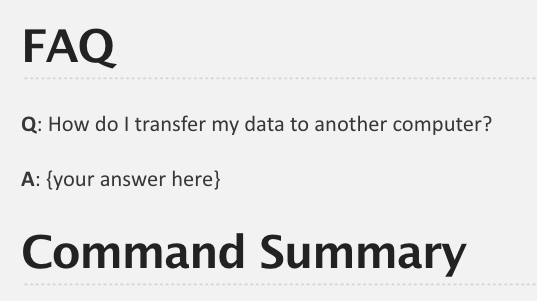 FAQ
Q: How do I transfer my data to another computer?
A: {your answer here}
Command Summary